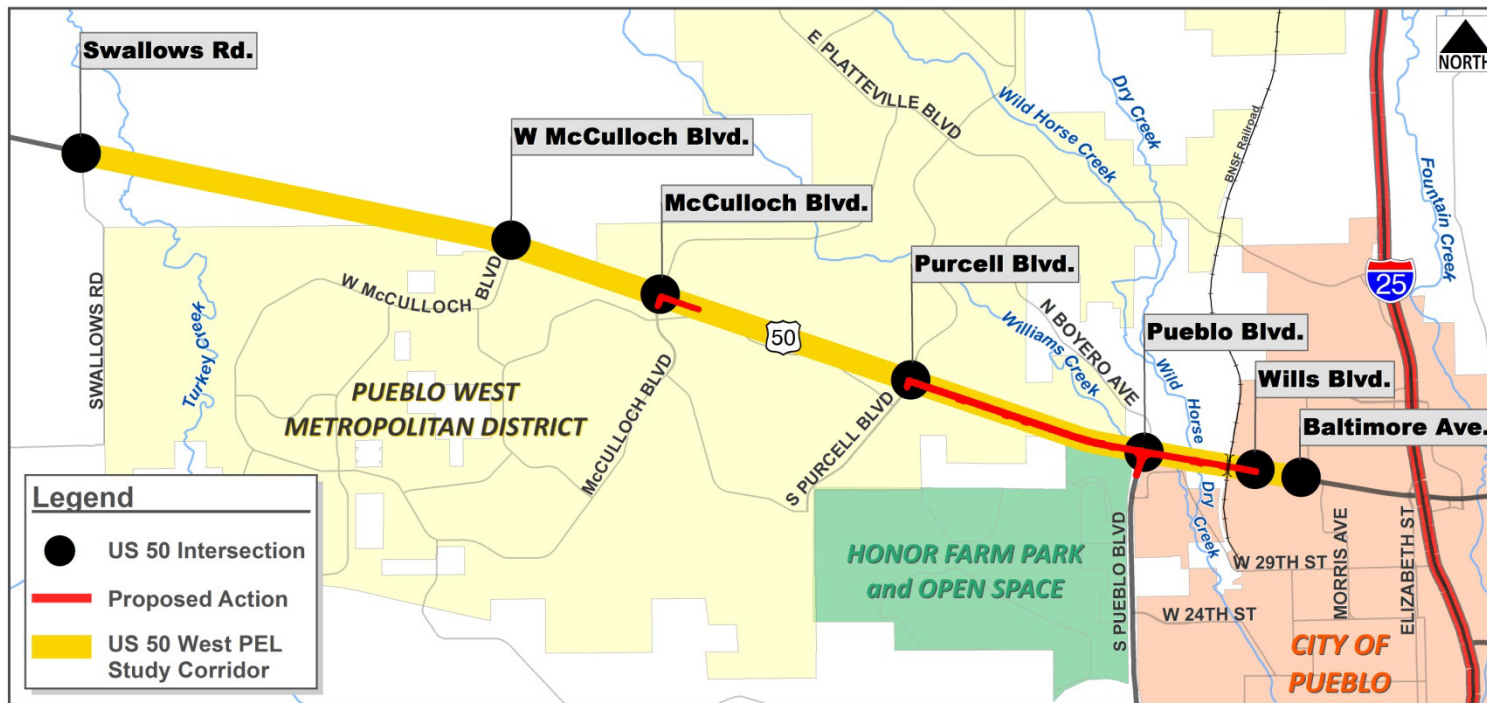 Swallows Rd.
W McCulloch Blvd.
McCulloch Blvd.
Purcell Blvd.
Pueblo Blvd.
Wills Blvd.
Baltimore Ave.
NORTH
E PLATTEVILLE BLVD
Wild Horse Creek
Dry Creek
BNSF Railroad
Fountain Creek
25
SWALLOWS RD
Turkey Creek
W McCULLOCH BLVD
50
N BOYERO AVE
Williams Creek
Wild Horse Dry Creek
PUEBLO WEST
METROPOLITAN DISTRICT
McCULLOCH BLVD
S PURCELL BLVD
HONOR FARM PARK
and OPEN SPACE
S PUEBLO BLVD
W 29TH ST
W 24TH ST
MORRIS AVE
ELIZABETH ST
CITY OF
PUEBLO
Legend
US 50 Intersection
Proposed Action
US 50 West PEL
Study Corridor